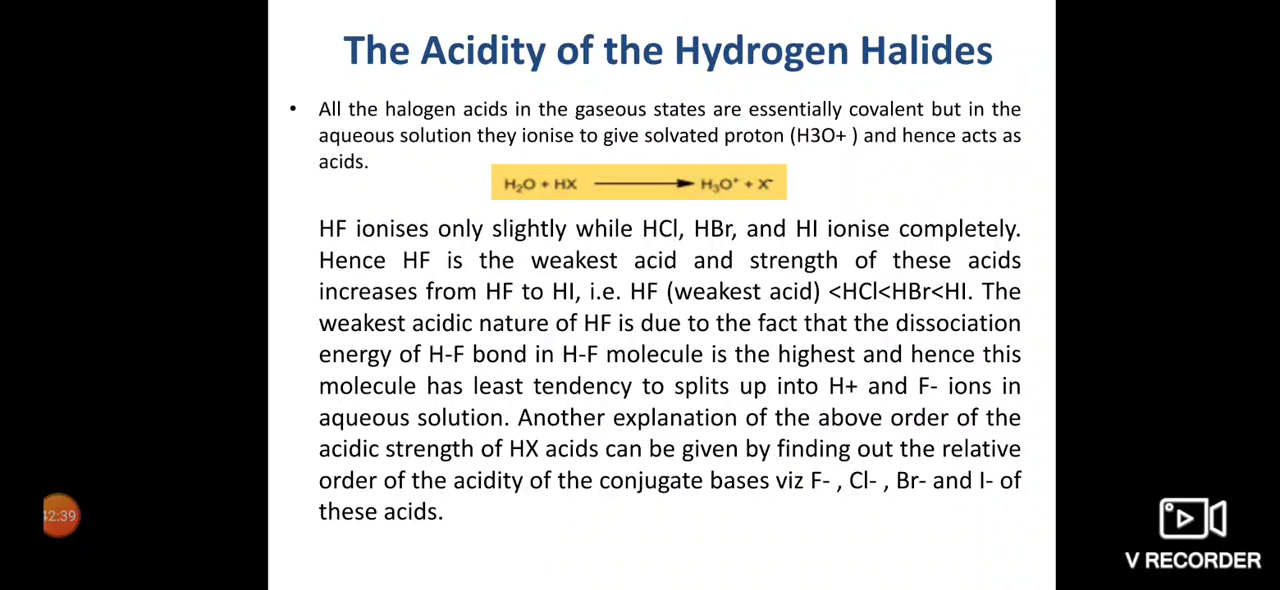 The Acidity of the Hydrogen Halides
• All the halogen acids in the gaseous states are essentially covalent but in the
aqueous solution they ionise to give solvated proton (H3O+ ) and hence acts as
acids.
H₂O + HX ⟶ H₃O⁺ + X⁻
HF ionises only slightly while HCl, HBr, and HI ionise completely.
Hence HF is the weakest acid and strength of these acids
increases from HF to HI, i.e. HF (weakest acid) <HCl<HBr<HI. The
weakest acidic nature of HF is due to the fact that the dissociation
energy of H-F bond in H-F molecule is the highest and hence this
molecule has least tendency to splits up into H+ and F- ions in
aqueous solution. Another explanation of the above order of the
acidic strength of HX acids can be given by finding out the relative
order of the acidity of the conjugate bases viz F- , Cl- , Br- and I- of
these acids.
42:39
V RECORDER